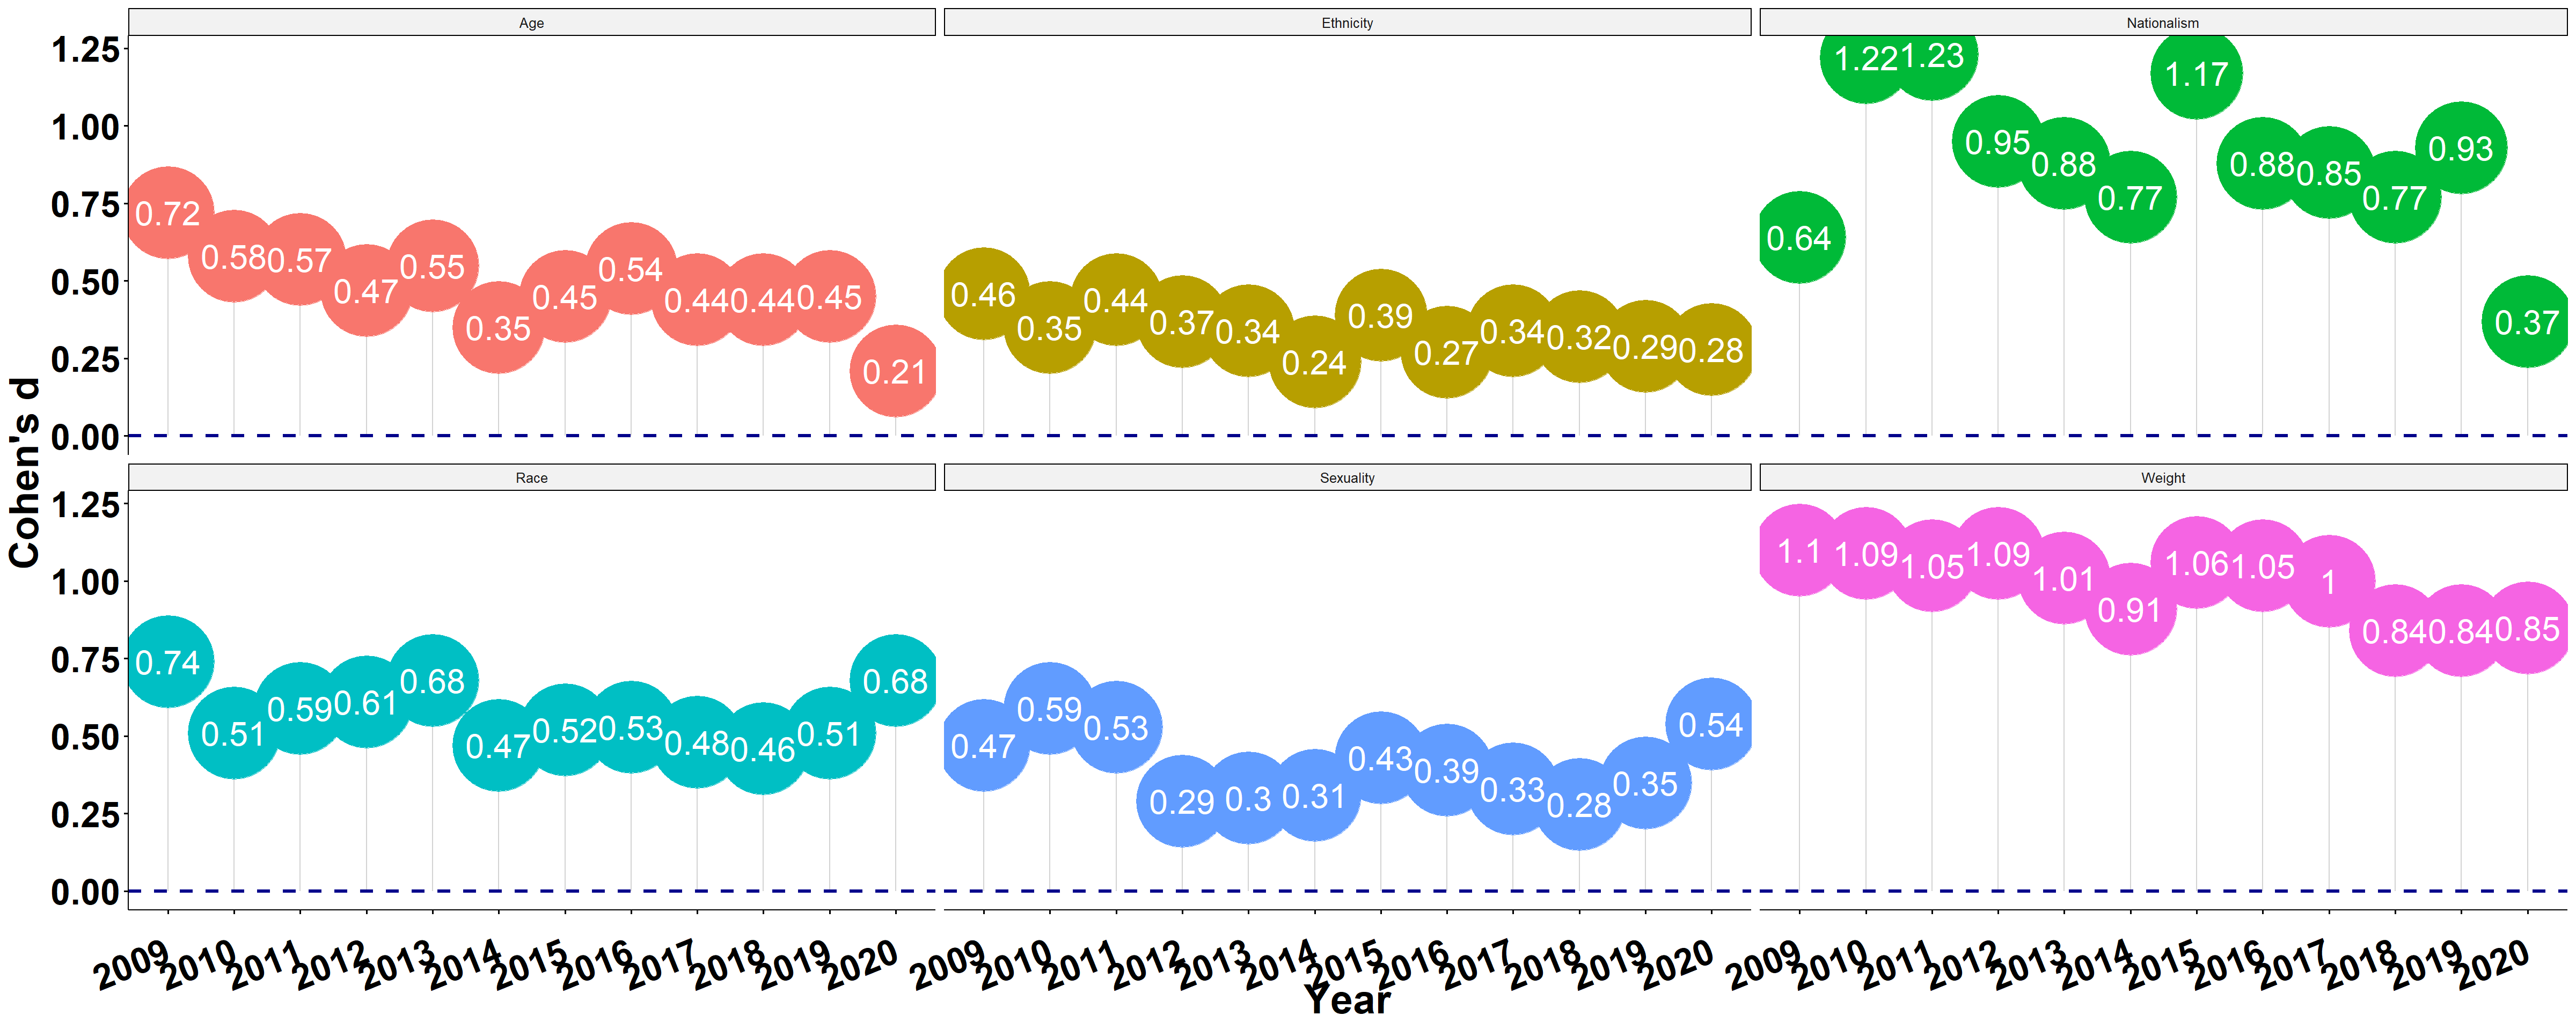 Age
Ethnicity
Nationalism
1.25
1.00
0.75
0.50
0.25
0.00
0.72 0.58 0.57 0.47 0.55 0.35 0.45 0.54 0.44 0.44 0.45 0.21
0.46 0.35 0.44 0.37 0.34 0.24 0.39 0.27 0.34 0.32 0.29 0.28
0.64 1.22 1.23 0.95 0.88 0.77 1.17 0.88 0.85 0.77 0.93 0.37
Cohen's d
Race
Sexuality
Weight
1.25
1.00
0.75
0.50
0.25
0.00
0.74 0.51 0.59 0.61 0.68 0.47 0.52 0.53 0.48 0.46 0.51 0.68
0.47 0.59 0.53 0.29 0.3 0.31 0.43 0.39 0.33 0.28 0.35 0.54
1.1 1.09 1.05 1.09 1.01 0.91 1.06 1.05 1 0.84 0.84 0.85
2009 2010 2011 2012 2013 2014 2015 2016 2017 2018 2019 2020
2009 2010 2011 2012 2013 2014 2015 2016 2017 2018 2019 2020
2009 2010 2011 2012 2013 2014 2015 2016 2017 2018 2019 2020
Year